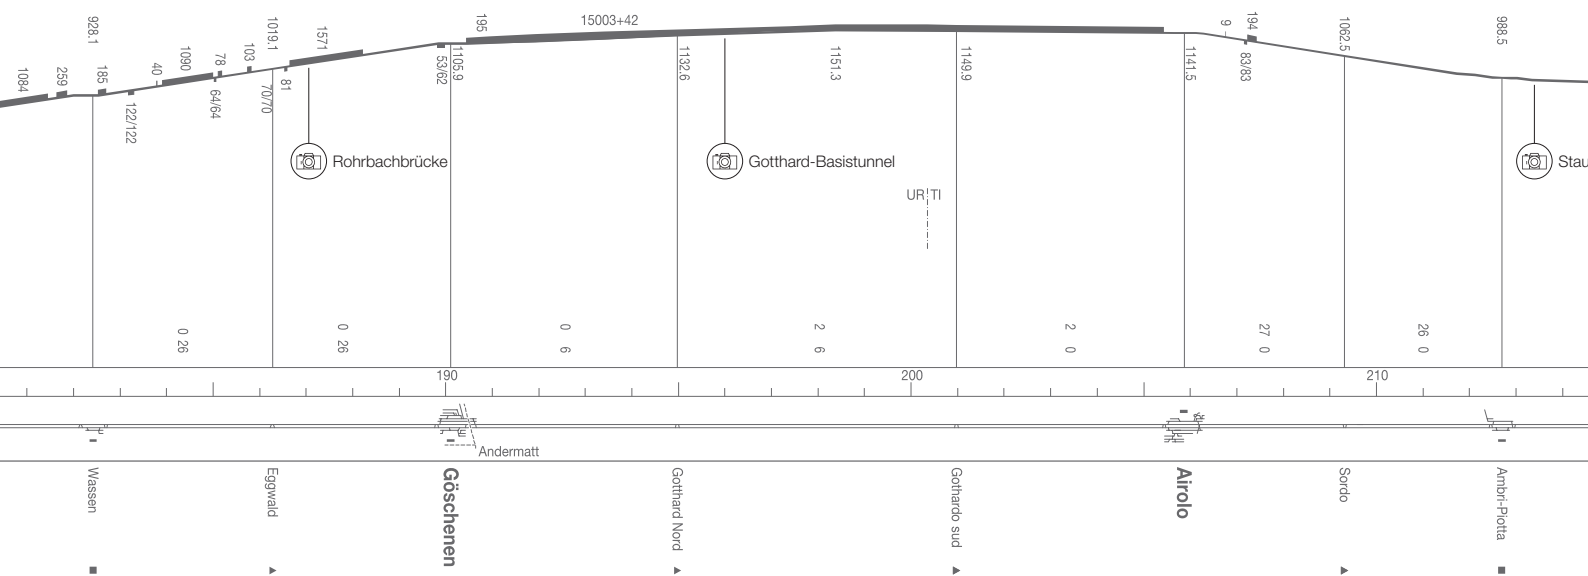 928.1
1019.1
195
15003+42
9
194
1062.5
988.5
1084
259
185
40
1090
78
103
1571
53/62
1105.9
1132.6
1151.3
1149.9
1141.5
83/83
122/122
64/64
70/70
81
Rohrbachbrücke
Gotthard-Basistunnel
Stau
UR TI
0 26
0 26
0 6
2 6
2 0
27 0
26 0
190
200
210
Andermatt
Wassen
Eggwald
Göschenen
Gotthard Nord
Gothardo sud
Airolo
Sordo
Ambri-Piotta